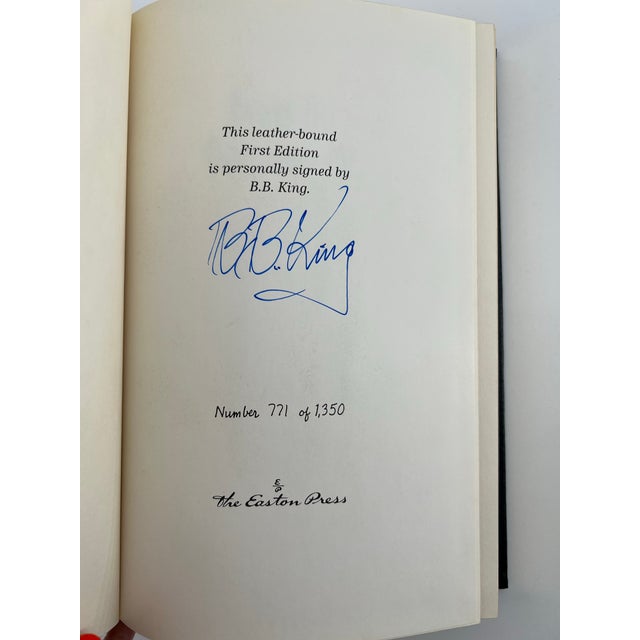 This leather-bound
First Edition
is personally signed by
B.B. King.
B.B. King
Number 771 of 1,350
EP
The Easton Press